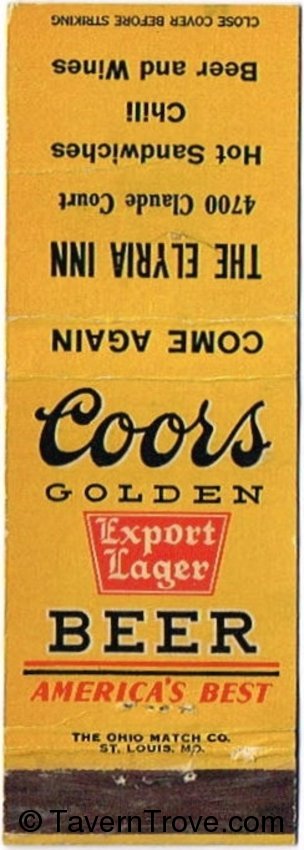 COME AGAIN
THE ELYRIA INN
4700 Claude Court
Hot Sandwiches
Chili
Beer and Wines
CLOSE COVER BEFORE STRIKING
Coors
GOLDEN
Export
Lager
BEER
AMERICA'S BEST
THE OHIO MATCH CO.
ST. LOUIS, MO.
© TavernTrove.com